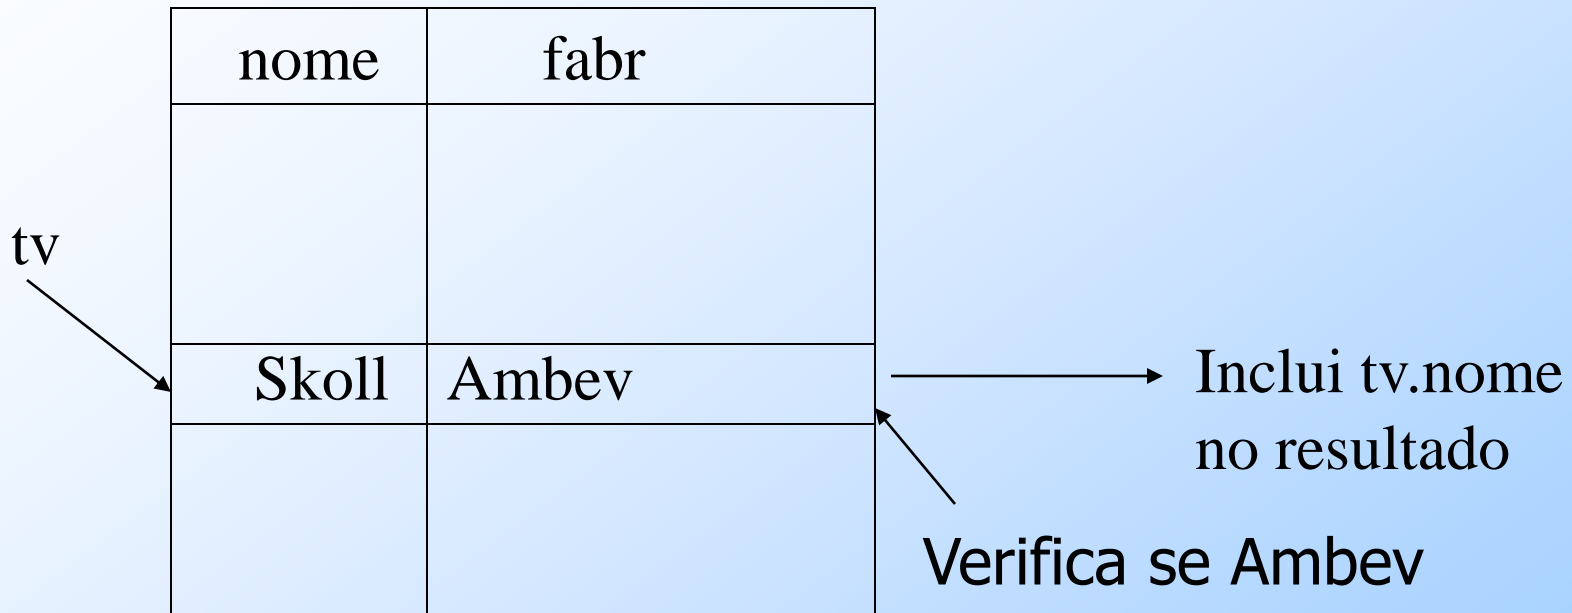 nome fabr
tv
Skoll Ambev
Inclui tv.nome
no resultado
Verifica se Ambev